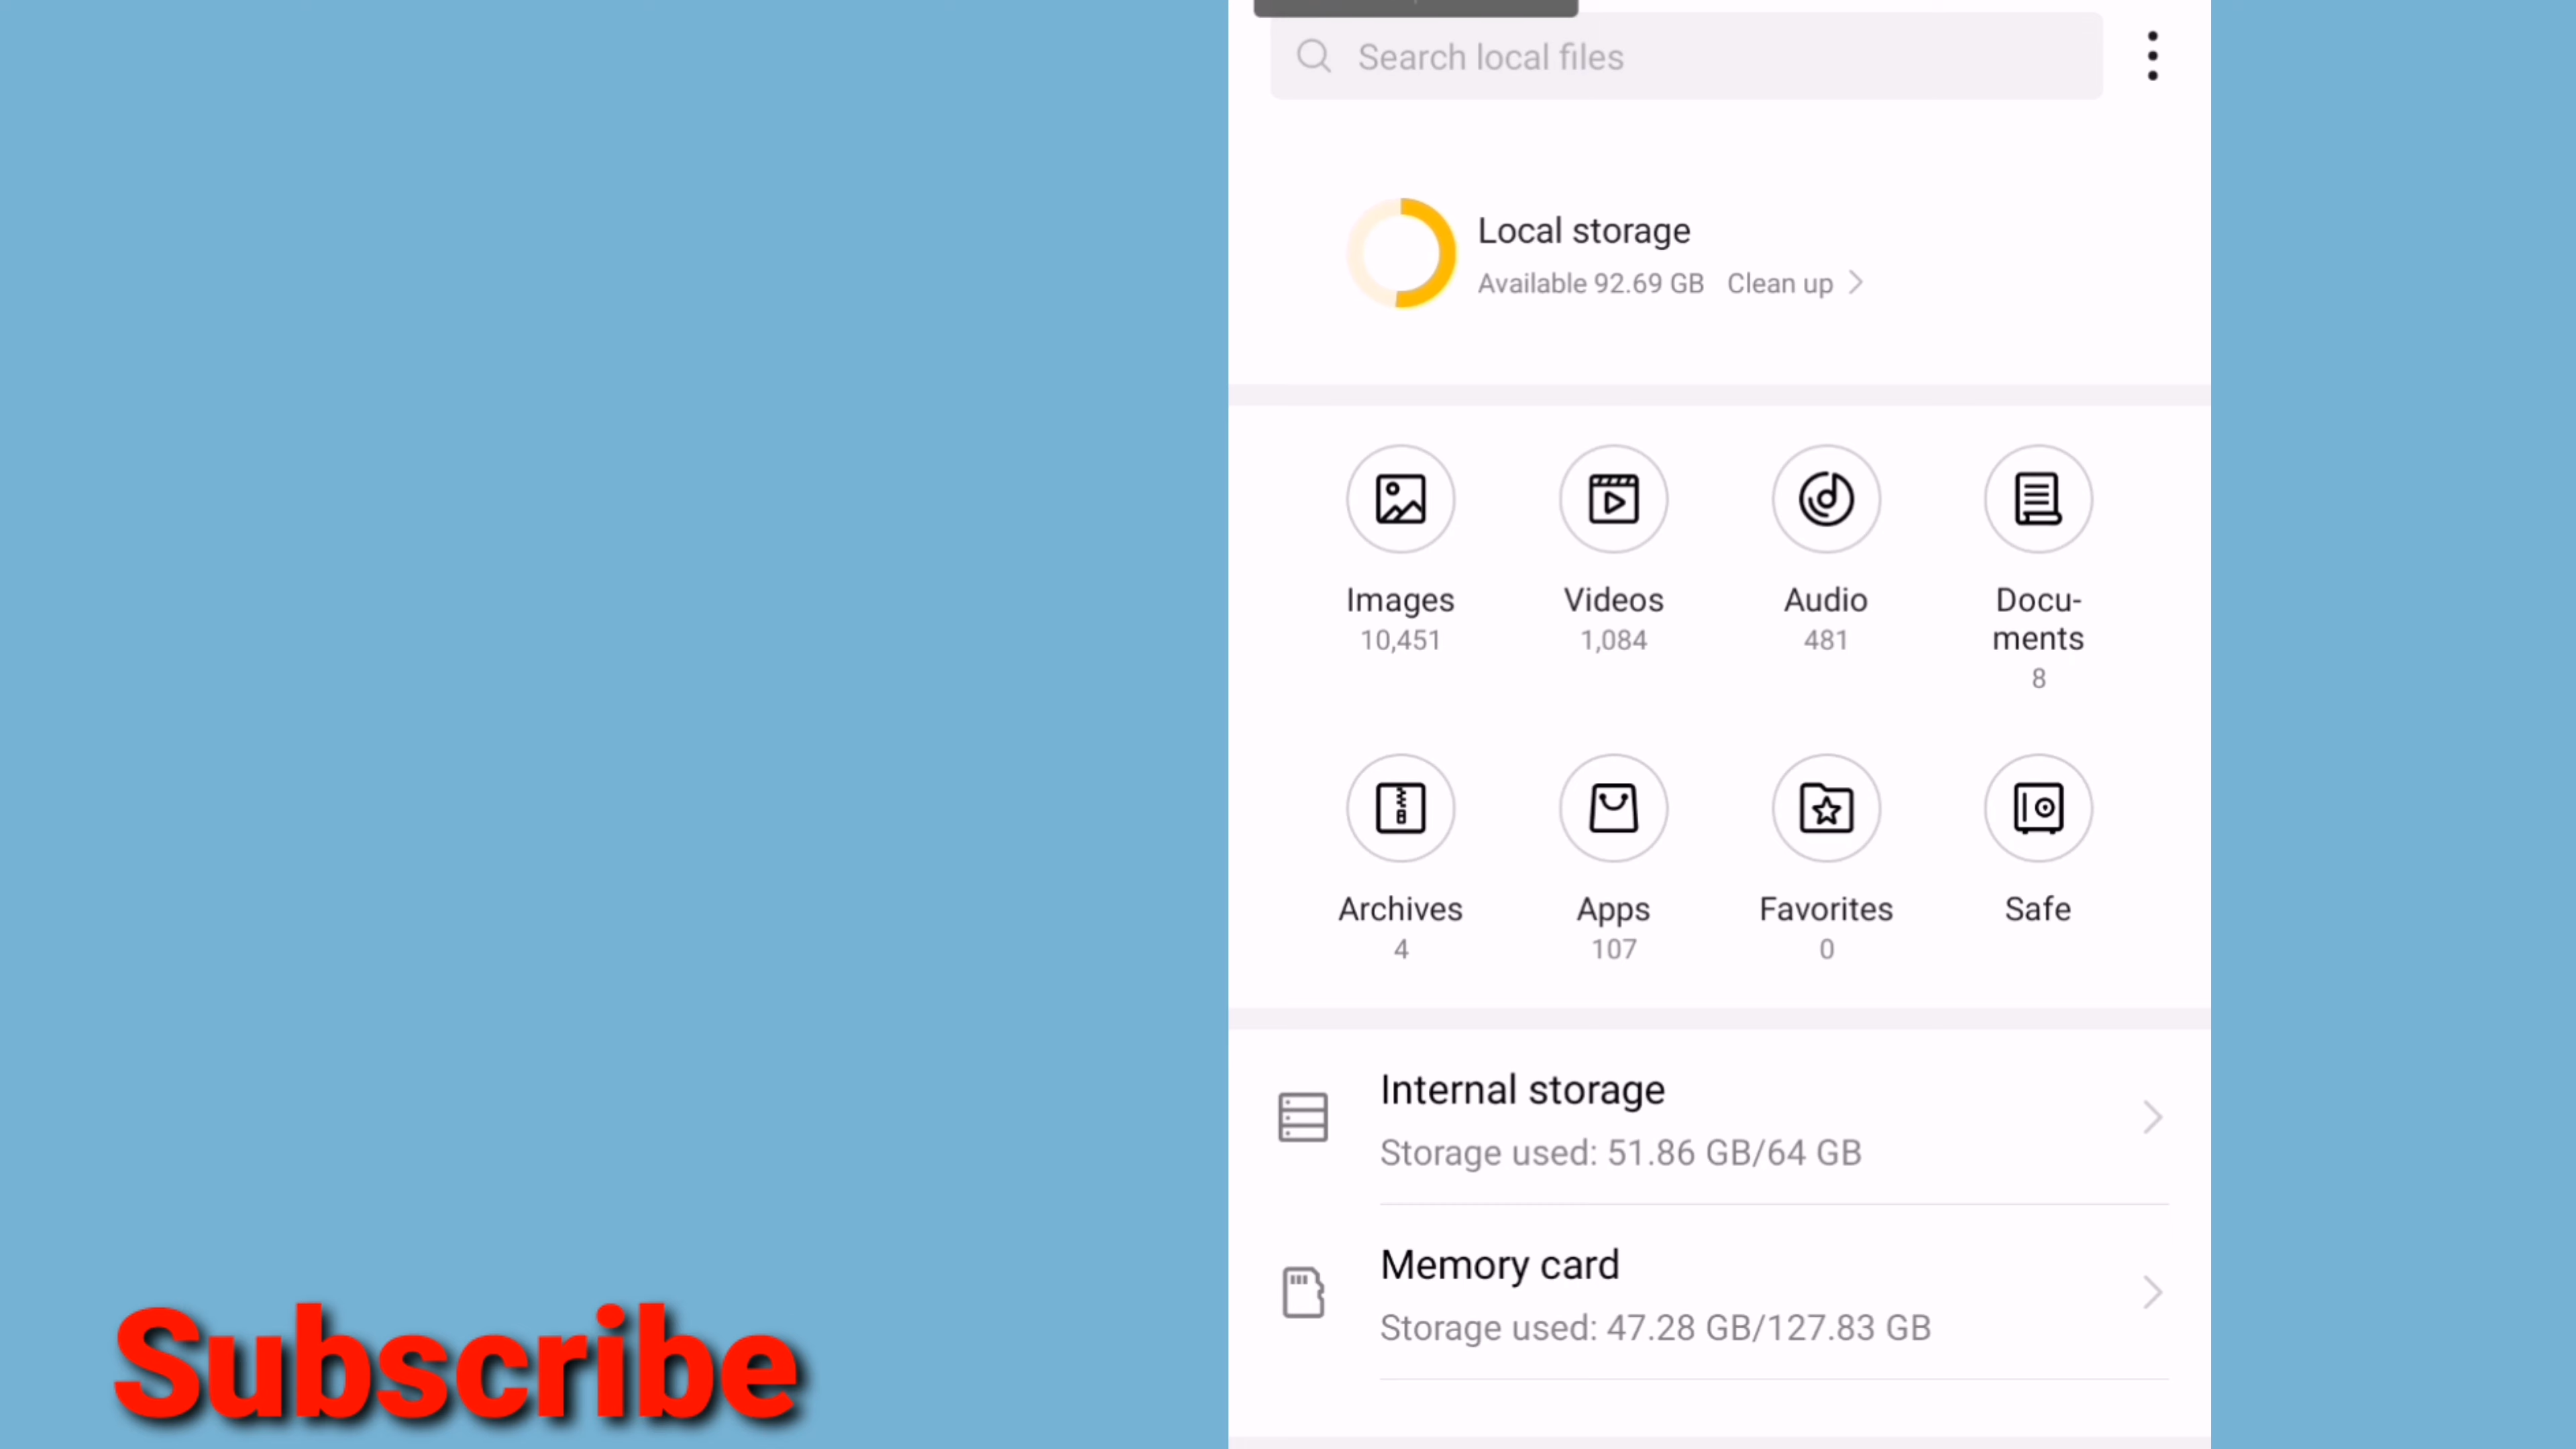 Search local files
Local storage
Available 92.69 GB Clean up
Images
10,451
Videos
1,084
Audio
481
Docu-
ments
8
Archives
4
Apps
107
Favorites
0
Safe
Internal storage
Storage used: 51.86 GB/64 GB
Memory card
Storage used: 47.28 GB/127.83 GB
Subscribe